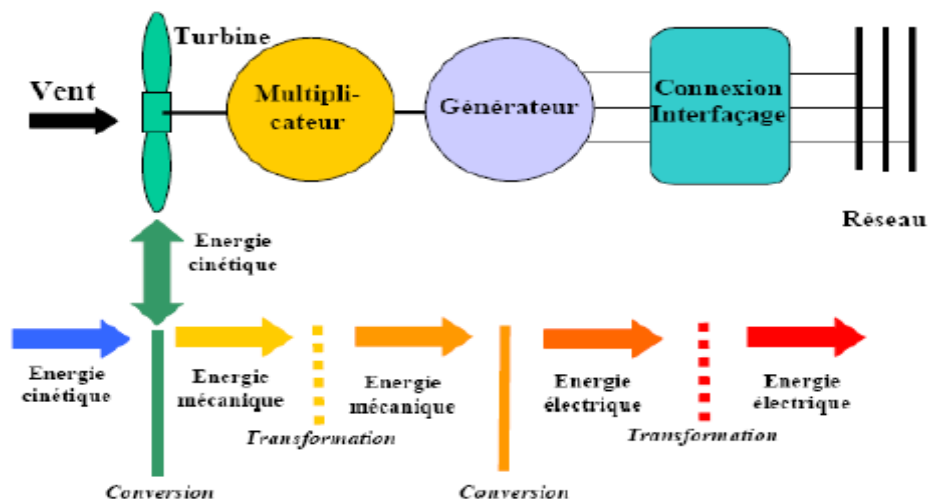 Turbine
Vent
Multipli-
cateur
Générateur
Connexion
Interfaçage
Réseau
Energie
cinétique
Energie
cinétique
Energie
mécanique
Energie
mécanique
Energie
électrique
Energie
électrique
Transformation
Transformation
Conversion
Conversion